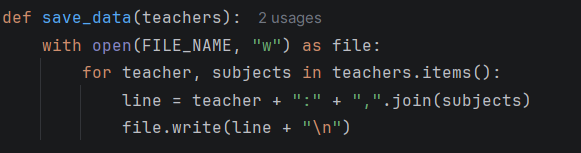 def save_data(teachers):  2 usages
    with open(FILE_NAME, "w") as file:
        for teacher, subjects in teachers.items():
            line = teacher + ":" + ",".join(subjects)
            file.write(line + "\n")